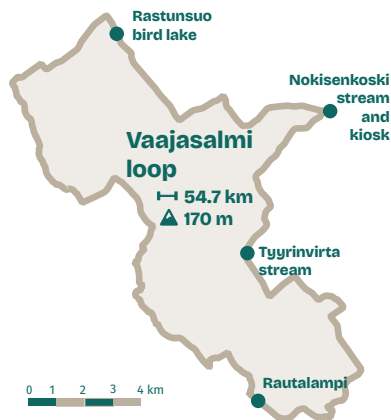 Rastunsuo
bird lake
Nokisenkoski
stream
and
kiosk
Vaajasalmi
loop
54.7 km
170 m
Tyyrinvirta
stream
Rautalampi
0 1 2 3 4 km